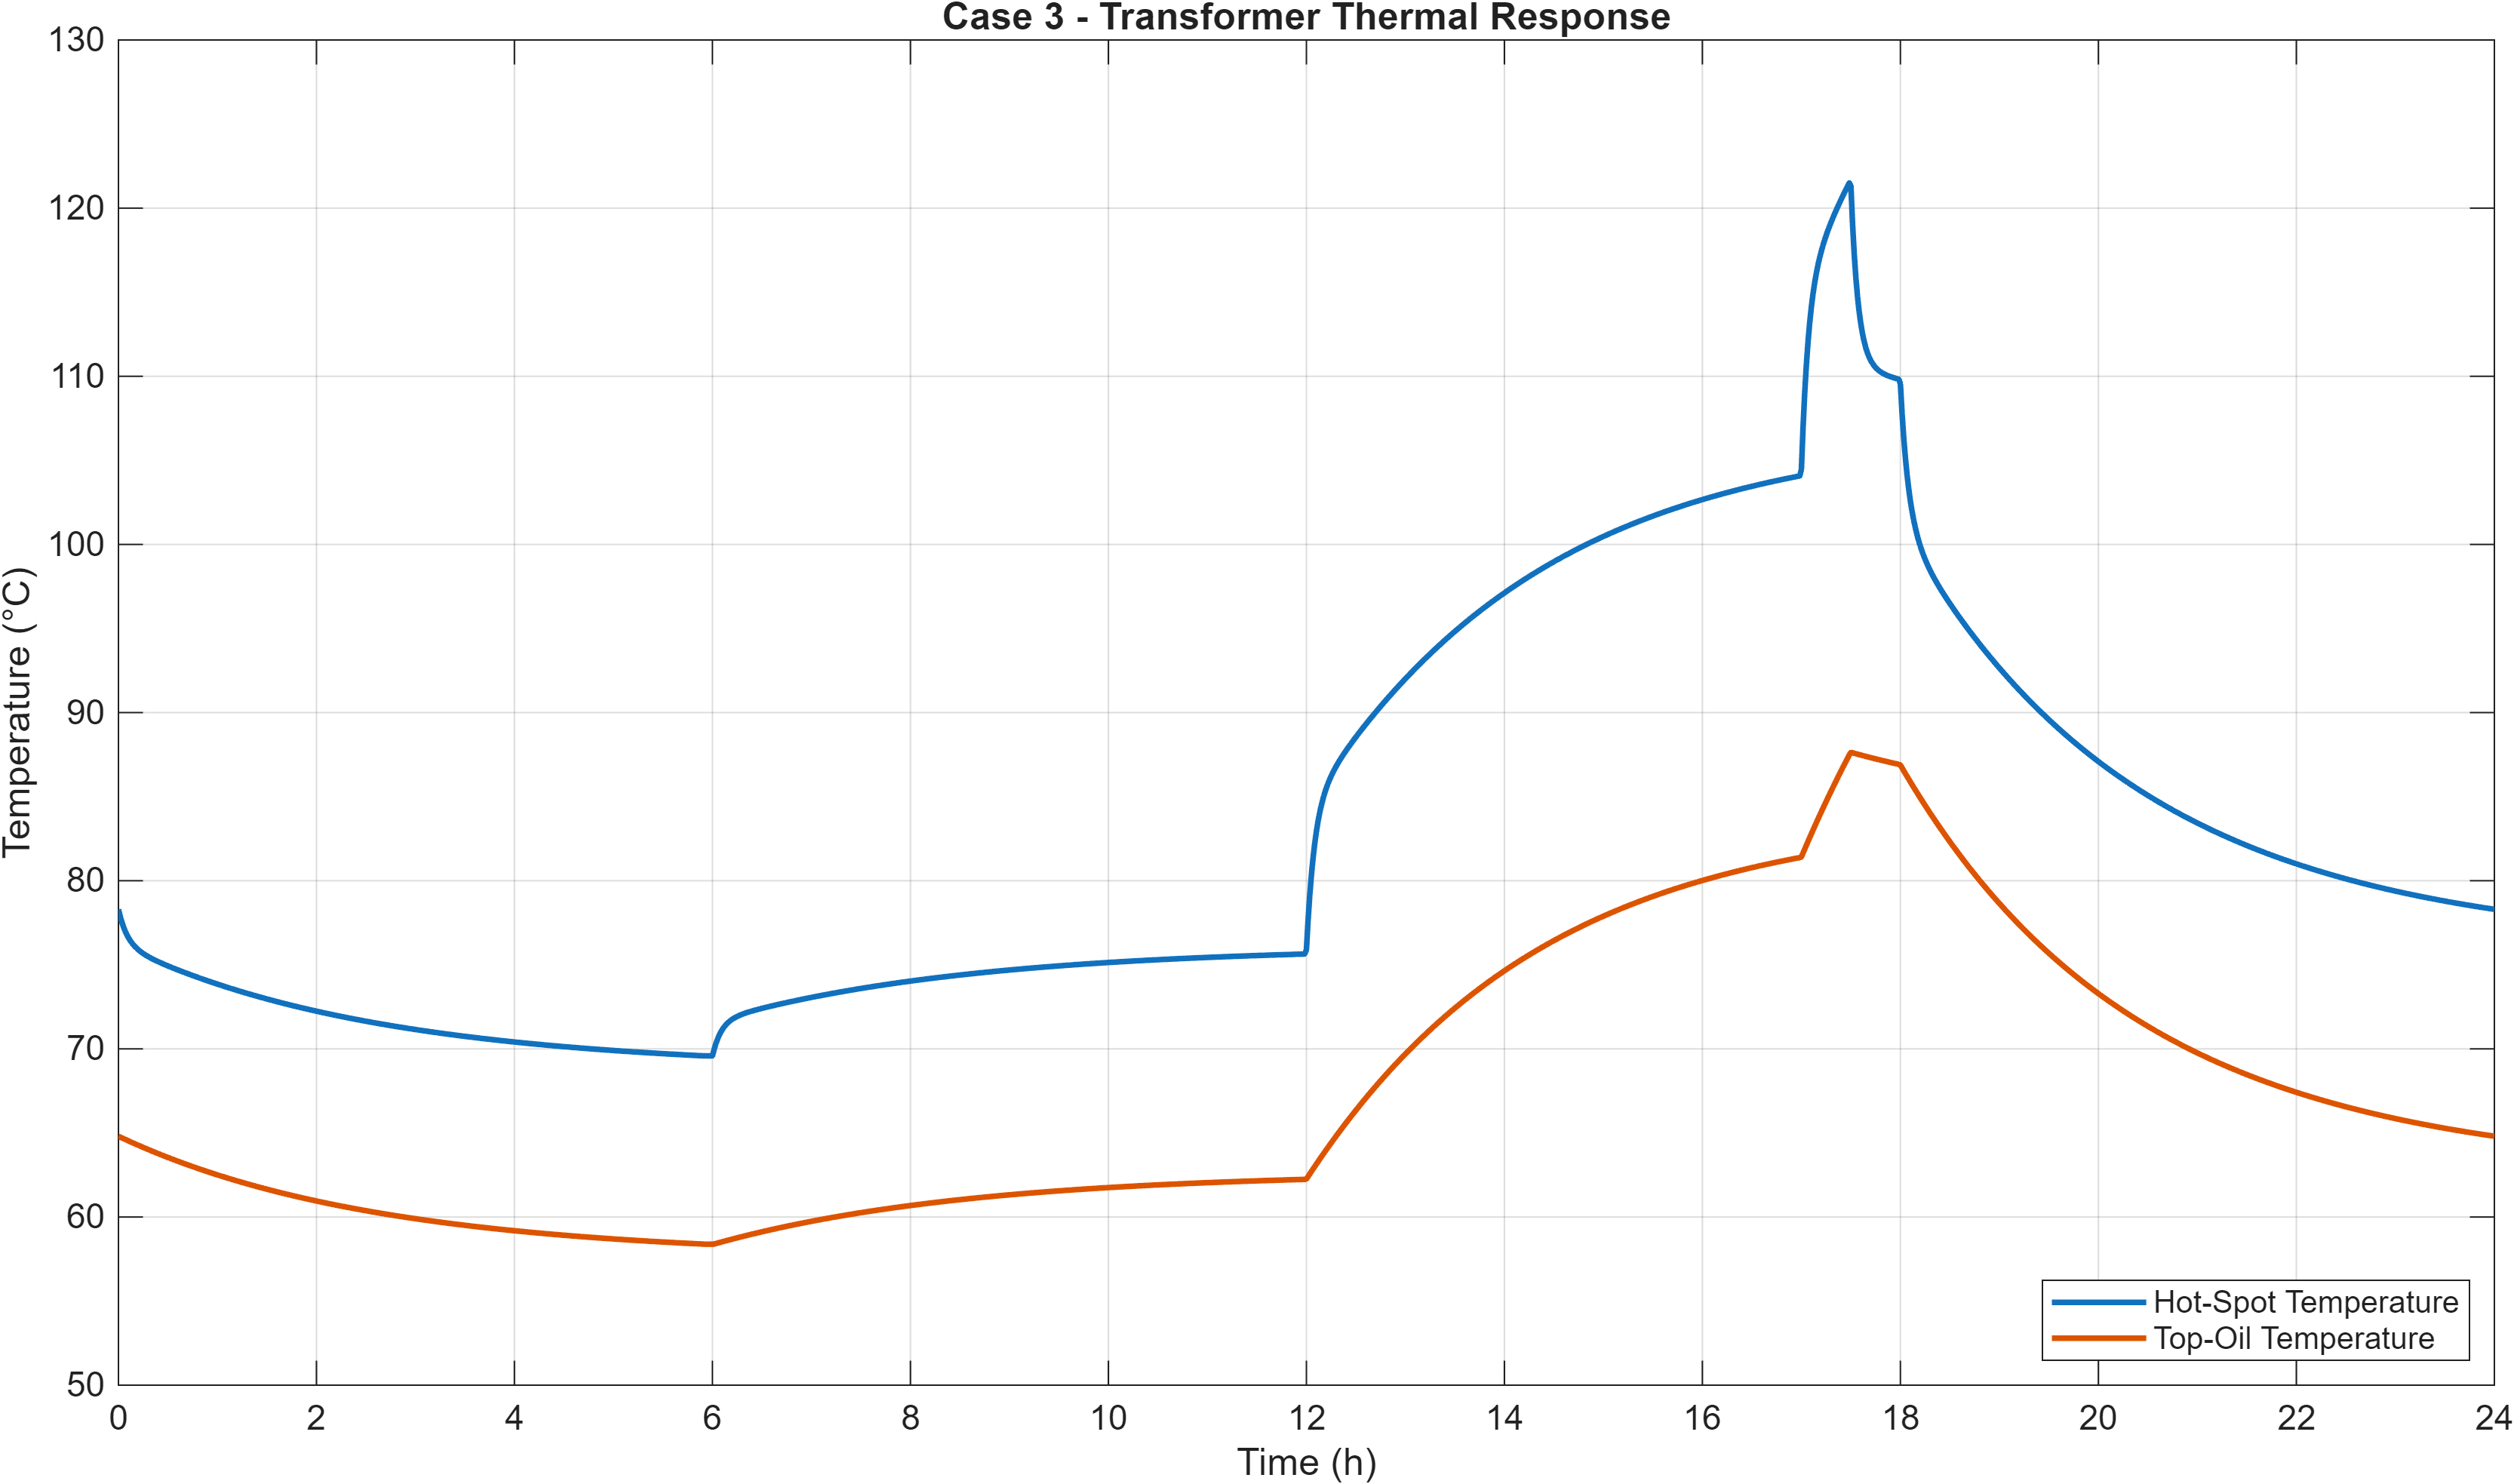 Case 3 - Transformer Thermal Response
130
120
110
100
90
80
70
60
50
Temperature (°C)
0 2 4 6 8 10 12 14 16 18 20 22 24
Time (h)
Hot-Spot Temperature
Top-Oil Temperature